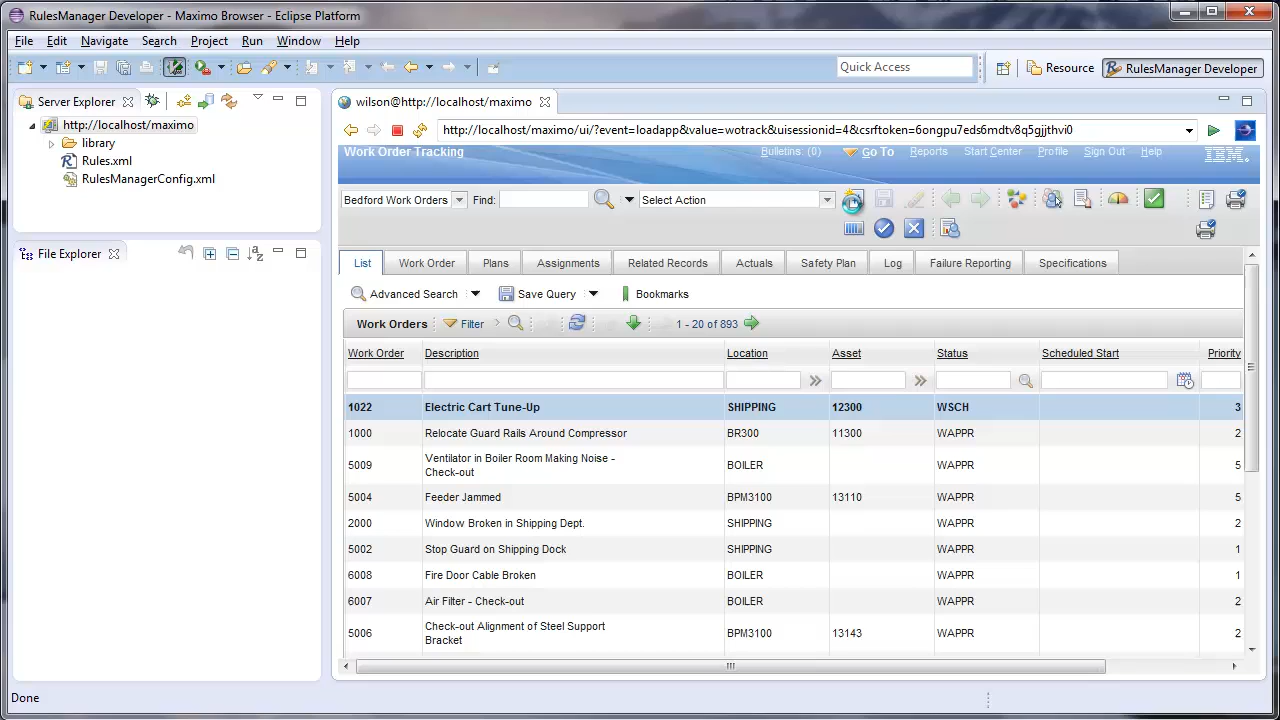 RulesManager Developer - Maximo Browser - Eclipse Platform
File Edit Navigate Search Project Run Window Help
Quick Access
Resource
RulesManager Developer
Server Explorer
http://localhost/maximo
library
Rules.xml
RulesManagerConfig.xml
File Explorer
wilson@http://localhost/maximo
http://localhost/maximo/ui/?event=loadapp&value=wotrack&uisessionid=4&csrftoken=6ongpu7eds6mdtv8q5gjjthvi0
Work Order Tracking
Bulletins (0) Go To Reports Start Center Profile Sign Out Help IBM.
Bedford Work Orders Find: Select Action
List Work Order Plans Assignments Related Records Actuals Safety Plan Log Failure Reporting Specifications
Advanced Search Save Query Bookmarks
Work Orders Filter 1 - 20 of 893
Work Order Description Location Asset Status Scheduled Start Priority
1022 Electric Cart Tune-Up SHIPPING 12300 WSCH 3
1000 Relocate Guard Rails Around Compressor BR300 11300 WAPPR 2
5009 Ventilator in Boiler Room Making Noise - BOILER WAPPR 5
Check-out
5004 Feeder Jammed BPM3100 13110 WAPPR 5
2000 Window Broken in Shipping Dept. SHIPPING WAPPR 2
5002 Stop Guard on Shipping Dock SHIPPING WAPPR 1
6008 Fire Door Cable Broken BOILER WAPPR 1
6007 Air Filter - Check-out BOILER WAPPR 2
5006 Check-out Alignment of Steel Support BPM3100 13143 WAPPR 2
Bracket
Done